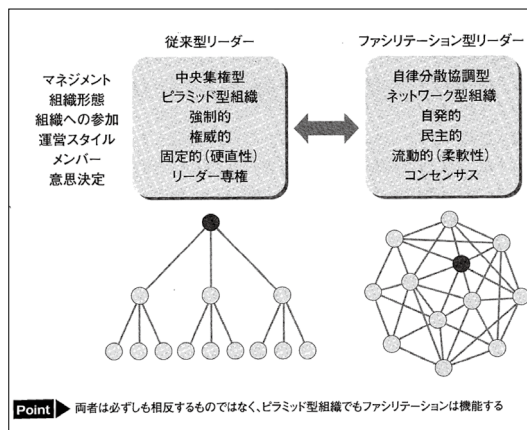 従来型リーダー
ファシリテーション型リーダー
マネジメント
組織形態
組織への参加
運営スタイル
メンバー
意思決定
中央集権型
ピラミッド型組織
強制的
権威的
固定的(硬直性)
リーダー専権
自律分散協調型
ネットワーク型組織
自発的
民主的
流動的(柔軟性)
コンセンサス
Point 両者は必ずしも相反するものではなく、ピラミッド型組織でもファシリテーションは機能する